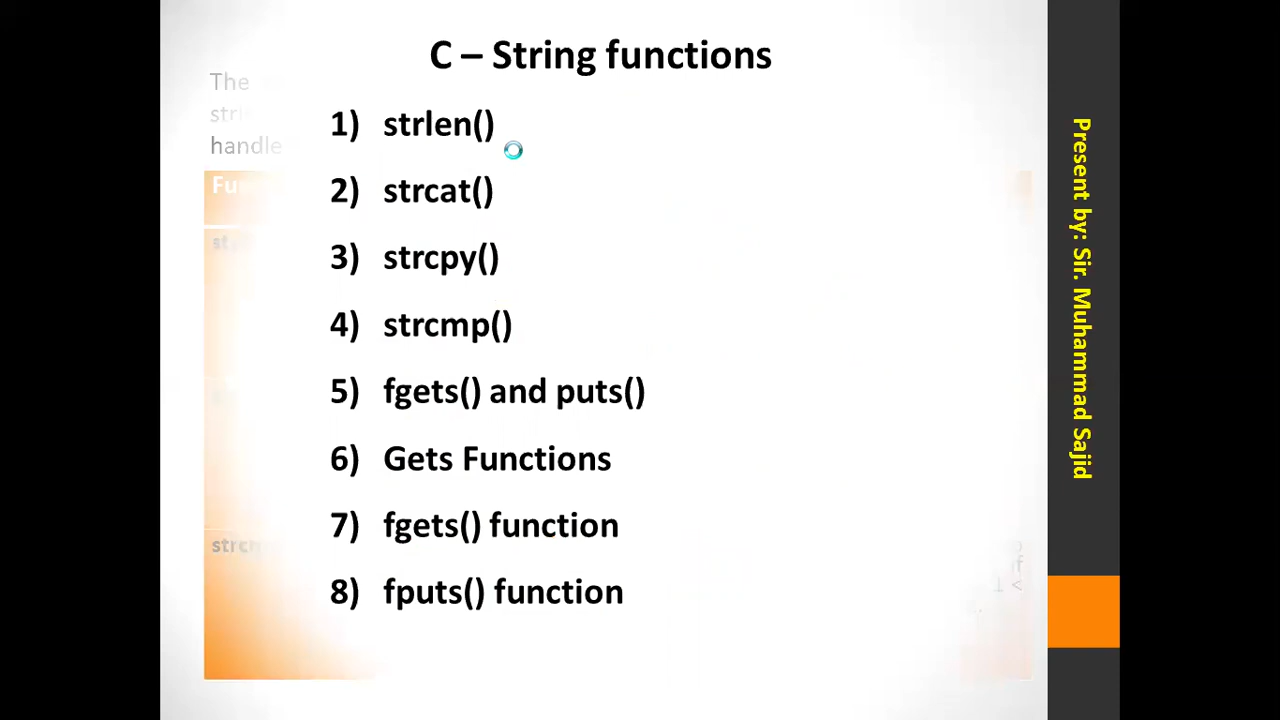 C – String functions
The
handle
1) strlen()
2) strcat()
3) strcpy()
4) strcmp()
5) fgets() and puts()
6) Gets Functions
7) fgets() function
8) fputs() function
Present by: Sir. Muhammad Sajid